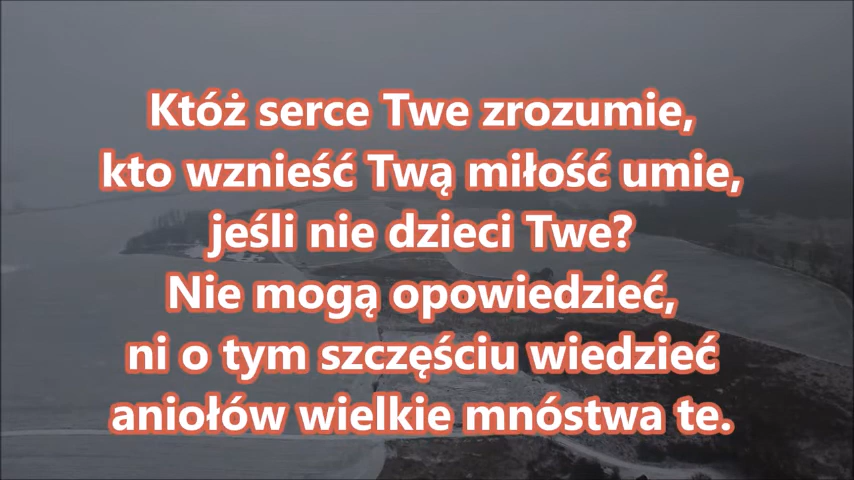 Któż serce Twe zrozumie,
kto wznieść Twą miłość umie,
jeśli nie dzieci Twe?
Nie mogą opowiedzieć,
ni o tym szczęściu wiedzieć
aniołów wielkie mnóstwa te.